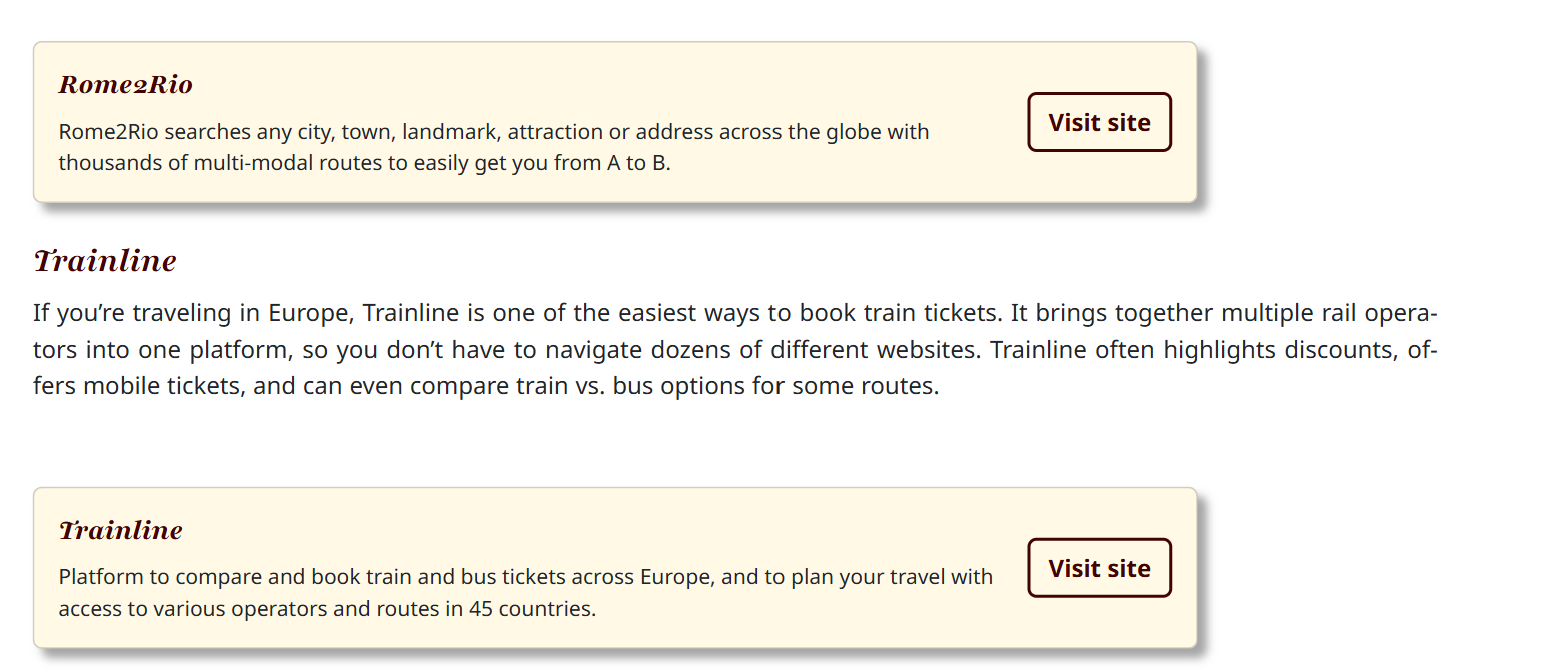 Rome2Rio
Rome2Rio searches any city, town, landmark, attraction or address across the globe with
thousands of multi-modal routes to easily get you from A to B.
Visit site
Trainline
If you’re traveling in Europe, Trainline is one of the easiest ways to book train tickets. It brings together multiple rail opera-
tors into one platform, so you don’t have to navigate dozens of different websites. Trainline often highlights discounts, of-
fers mobile tickets, and can even compare train vs. bus options for some routes.
Trainline
Platform to compare and book train and bus tickets across Europe, and to plan your travel with
access to various operators and routes in 45 countries.
Visit site